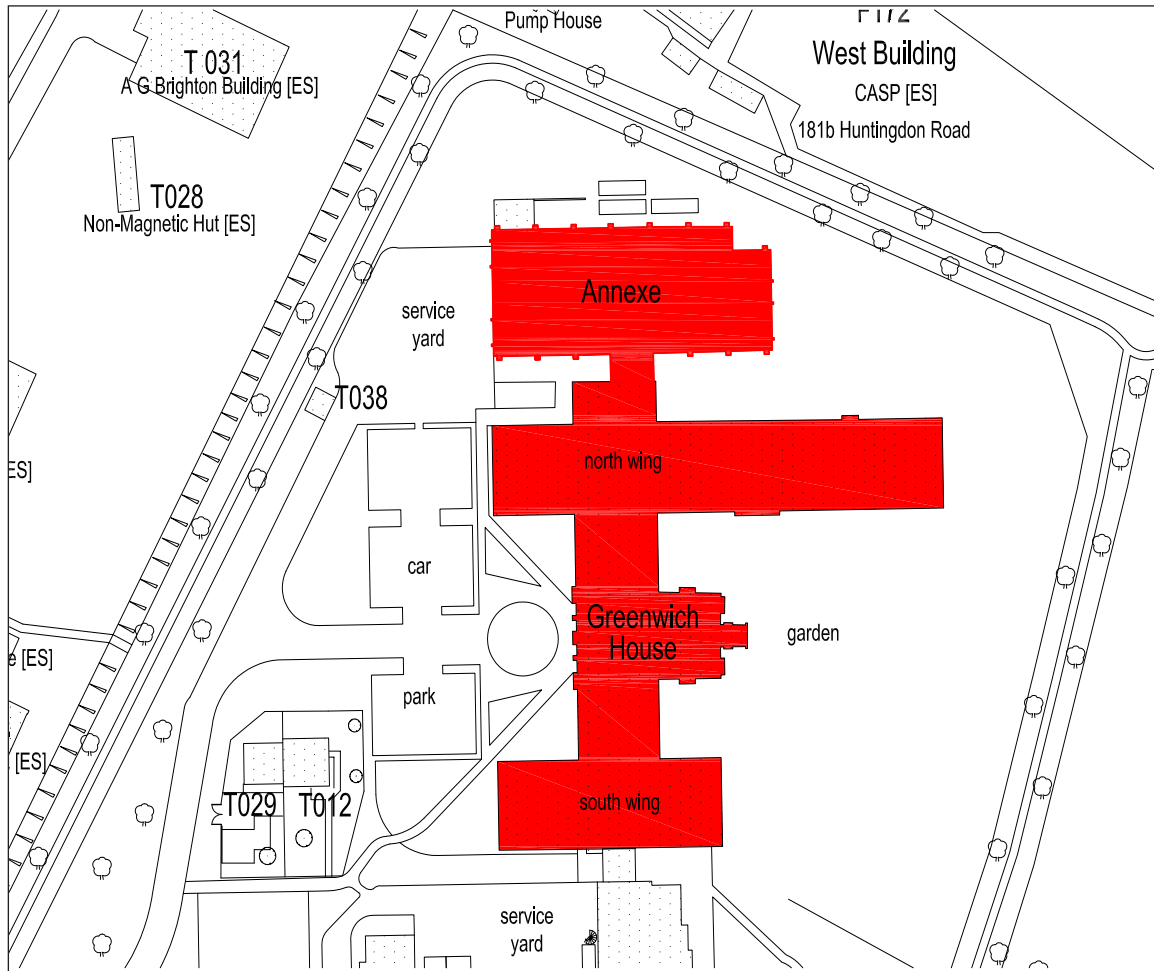 Pump House
T 031
A G Brighton Building [ES]
West Building
CASP [ES]
181b Huntingdon Road
T028
Non-Magnetic Hut [ES]
Annexe
service
yard
T038
north wing
ES]
car
Greenwich
House
garden
e [ES]
park
[ES]
T029
T012
south wing
service
yard